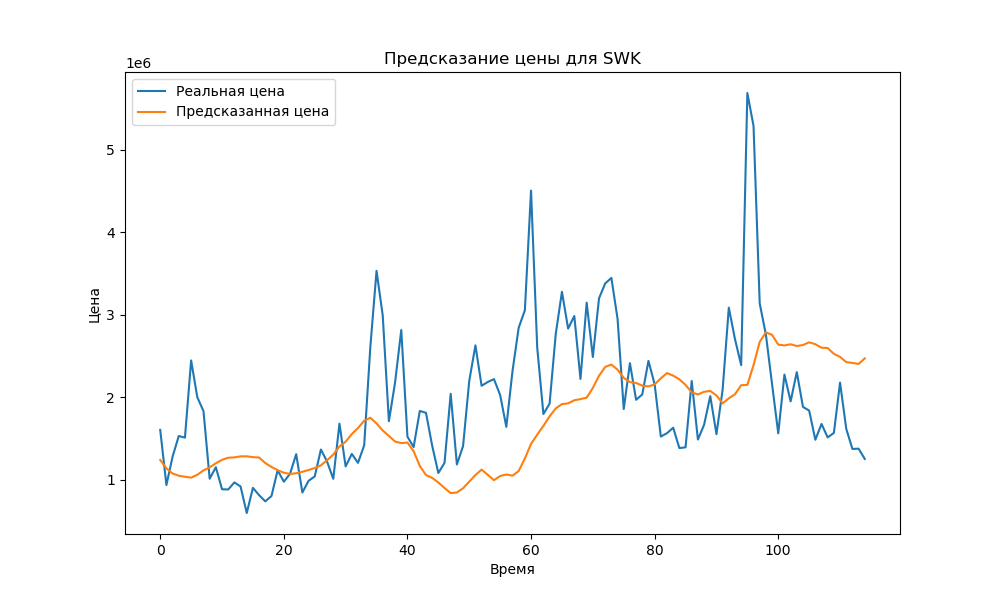 Предсказание цены для SWK
1e6
Реальная цена
Предсказанная цена
5
4
3
2
1
Цена
0 20 40 60 80 100
Время